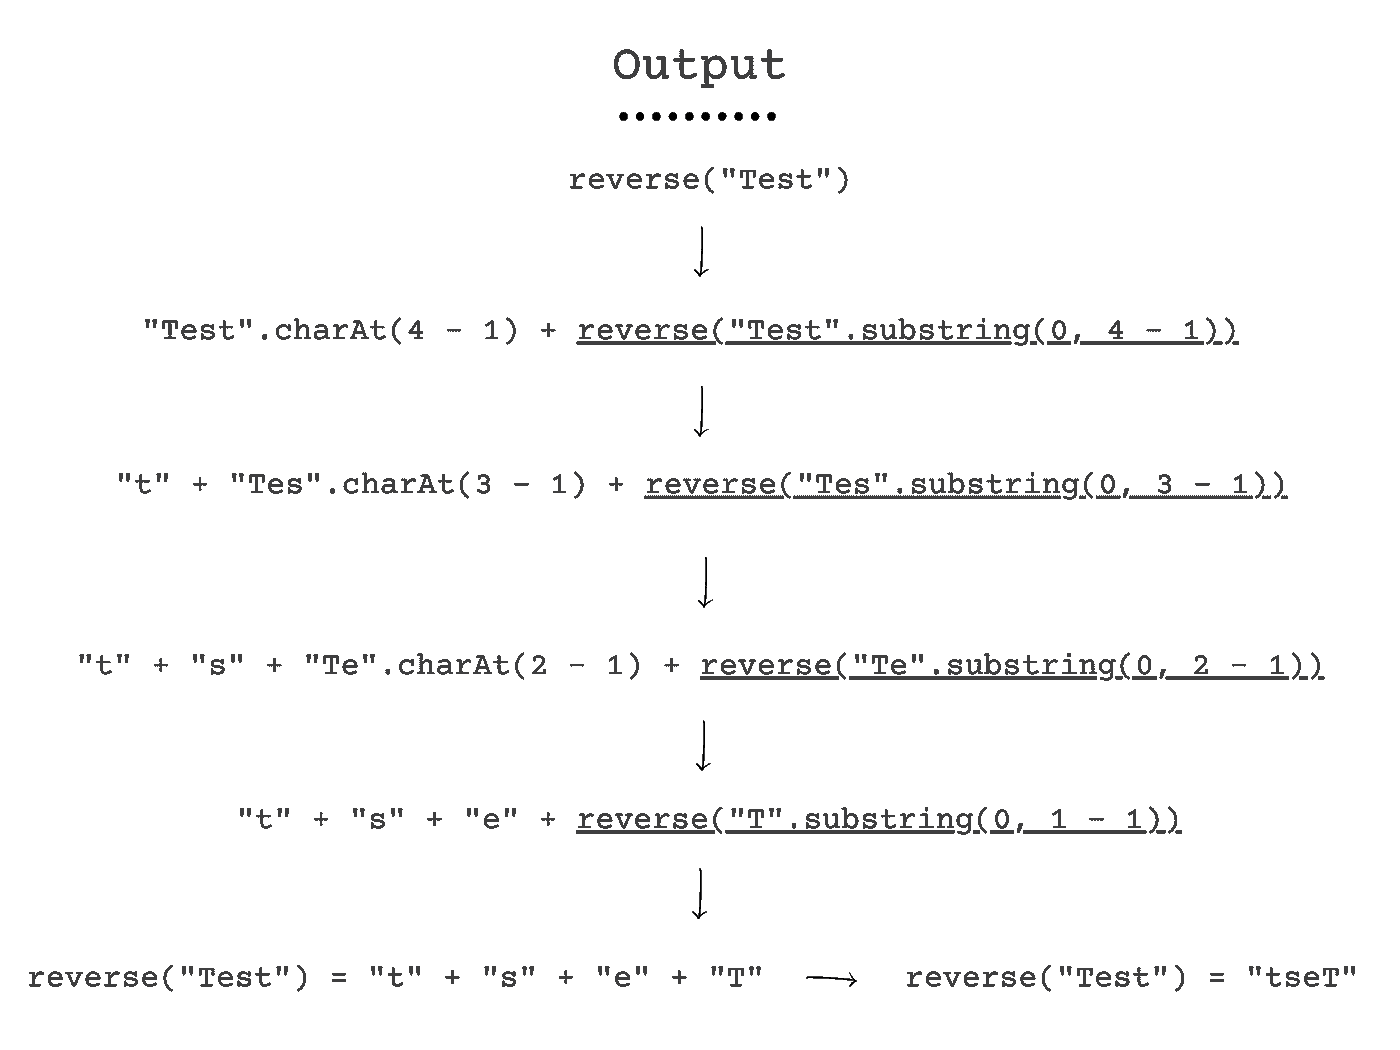 Output
reverse("Test")
"Test".charAt(4 - 1) + reverse("Test".substring(0, 4 - 1))
"t" + "Tes".charAt(3 - 1) + reverse("Tes".substring(0, 3 - 1))
"t" + "s" + "Te".charAt(2 - 1) + reverse("Te".substring(0, 2 - 1))
"t" + "s" + "e" + reverse("T".substring(0, 1 - 1))
reverse("Test") = "t" + "s" + "e" + "T" → reverse("Test") = "tseT"